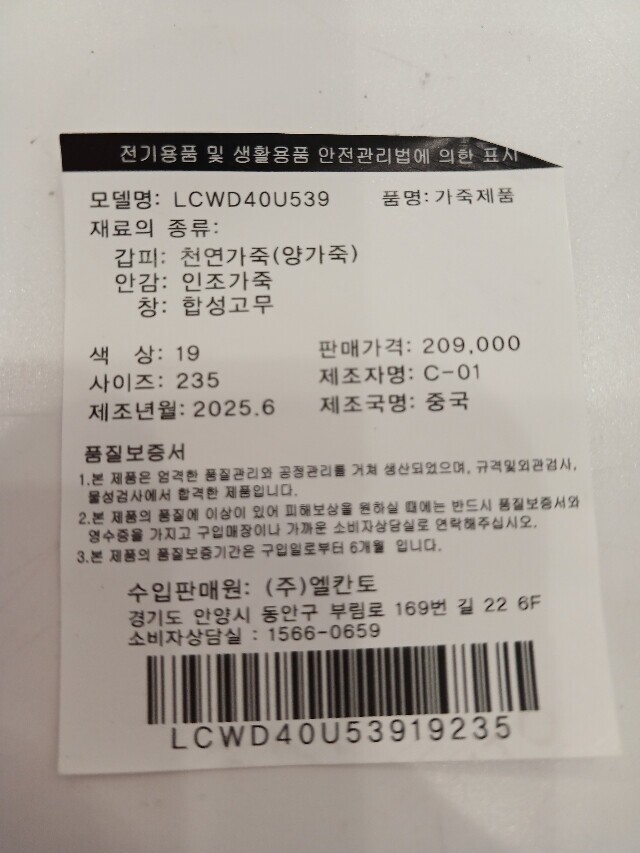 전기용품 및 생활용품 안전관리법에 의한 표시
모델명: LCWD40U539 품명: 가죽제품
재료의 종류:
갑피: 천연가죽(양가죽)
안감: 인조가죽
창: 합성고무
색 상: 19 판매가격: 209,000
사이즈: 235 제조자명: C-01
제조년월: 2025.6 제조국명: 중국
품질보증서
1.본 제품은 엄격한 품질관리와 공정관리를 거쳐 생산되었으며, 규격및외관검사,
물성검사에서 합격한 제품입니다.
2.본 제품의 품질에 이상이 있어 피해보상을 원하실 때에는 반드시 품질보증서와
영수증을 가지고 구입매장이나 가까운 소비자상담실로 연락해주십시오.
3.본 제품의 품질보증기간은 구입일로부터 6개월 입니다.
수입판매원: (주)엘칸토
경기도 안양시 동안구 부림로 169번 길 22 6F
소비자상담실 : 1566-0659
LCWD40U53919235